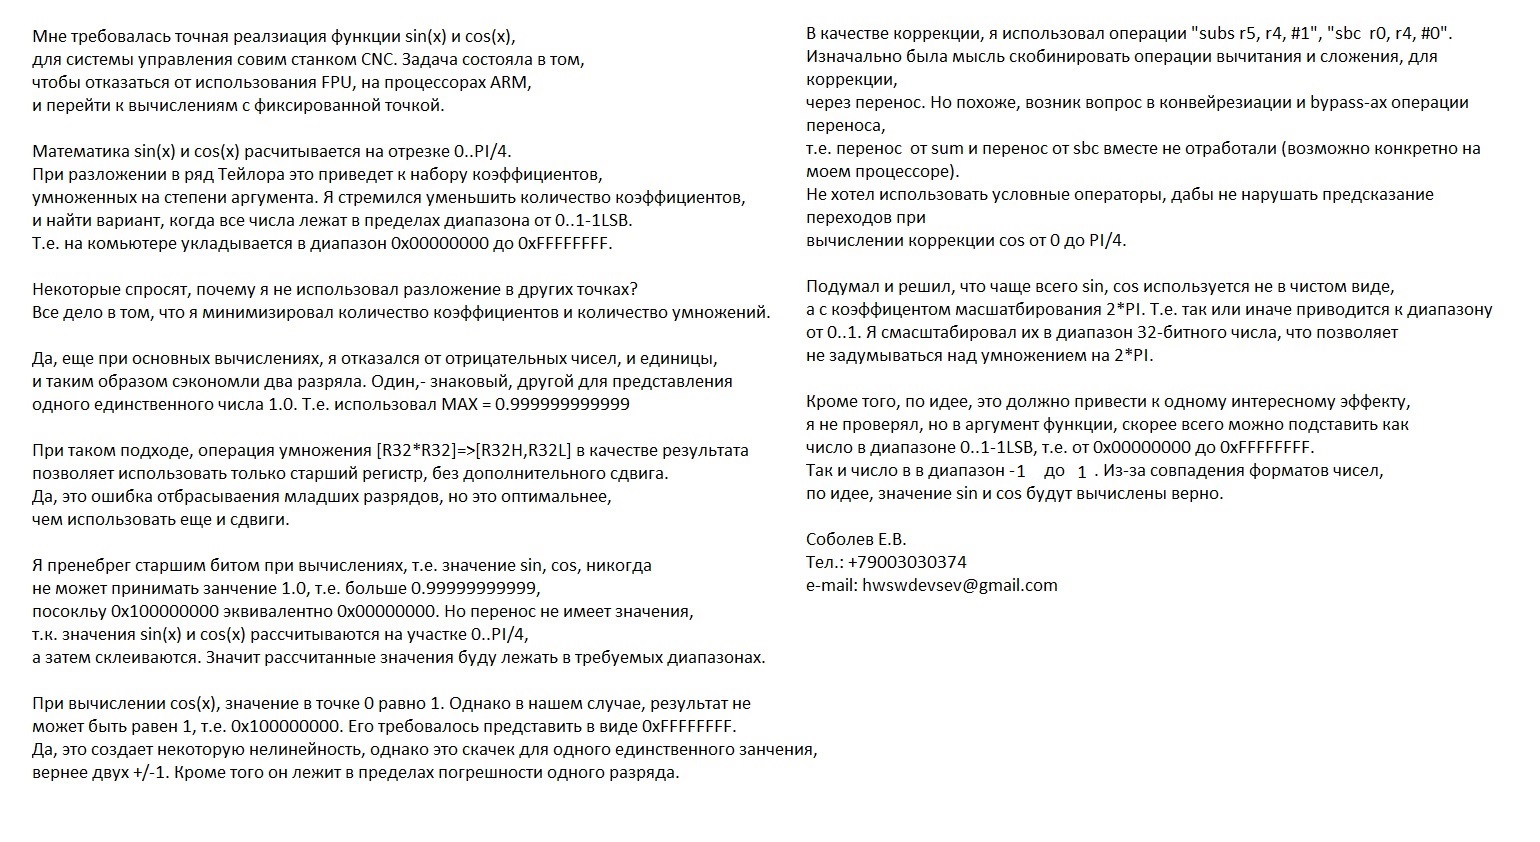 Мне требовалась точная реалзиация функции sin(x) и cos(x),
для системы управления совим станком CNC. Задача состояла в том,
чтобы отказаться от использования FPU, на процессорах ARM,
и перейти к вычислениям с фиксированной точкой.
Математика sin(x) и cos(x) расчитывается на отрезке 0..PI/4.
При разложении в ряд Тейлора это приведет к набору коэффициентов,
умноженных на степени аргумента. Я стремился уменьшить количество коэффициентов,
и найти вариант, когда все числа лежат в пределах диапазона от 0..1-1LSB.
Т.е. на комьютере укладывается в диапазон 0x00000000 до 0xFFFFFFFF.
Некоторые спросят, почему я не использовал разложение в других точках?
Все дело в том, что я минимизировал количество коэффициентов и количество умножений.
Да, еще при основных вычислениях, я отказался от отрицательных чисел, и единицы,
и таким образом сэкономли два разряла. Один,- знаковый, другой для представления
одного единственного числа 1.0. Т.е. использовал MAX = 0.999999999999
При таком подходе, операция умножения [R32*R32]=>[R32H,R32L] в качестве результата
позволяет использовать только старший регистр, без дополнительного сдвига.
Да, это ошибка отбрасываения младших разрядов, но это оптимальнее,
чем использовать еще и сдвиги.
Я пренебрег старшим битом при вычислениях, т.е. значение sin, cos, никогда
не может принимать занчение 1.0, т.е. больше 0.99999999999,
посокльу 0x100000000 эквивалентно 0x00000000. Но перенос не имеет значения,
т.к. значения sin(x) и cos(x) рассчитываются на участке 0..PI/4,
а затем склеиваются. Значит рассчитанные значения буду лежать в требуемых диапазонах.
При вычислении cos(x), значение в точке 0 равно 1. Однако в нашем случае, результат не
может быть равен 1, т.е. 0x100000000. Его требовалось представить в виде 0xFFFFFFFF.
Да, это создает некоторую нелинейность, однако это скачек для одного единственного занчения,
вернее двух +/-1. Кроме того он лежит в пределах погрешности одного разряда.
В качестве коррекции, я использовал операции "subs r5, r4, #1", "sbc  r0, r4, #0".
Изначально была мысль скобинировать операции вычитания и сложения, для
коррекции,
через перенос. Но похоже, возник вопрос в конвейрезиации и bypass-ах операции
переноса,
т.е. перенос  от sum и перенос от sbc вместе не отработали (возможно конкретно на
моем процессоре).
Не хотел использовать условные операторы, дабы не нарушать предсказание
переходов при
вычислении коррекции cos от 0 до PI/4.
Подумал и решил, что чаще всего sin, cos используется не в чистом виде,
а с коэффицентом масшатбирования 2*PI. Т.е. так или иначе приводится к диапазону
от 0..1. Я смасштабировал их в диапазон 32-битного числа, что позволяет
не задумываться над умножением на 2*PI.
Кроме того, по идее, это должно привести к одному интересному эффекту,
я не проверял, но в аргумент функции, скорее всего можно подставить как
число в диапазоне 0..1-1LSB, т.е. от 0x00000000 до 0xFFFFFFFF.
Так и число в в диапазон -1 до 1 . Из-за совпадения форматов чисел,
по идее, значение sin и cos будут вычислены верно.
Соболев Е.В.
Тел.: +79003030374
e-mail: hwswdevsev@gmail.com